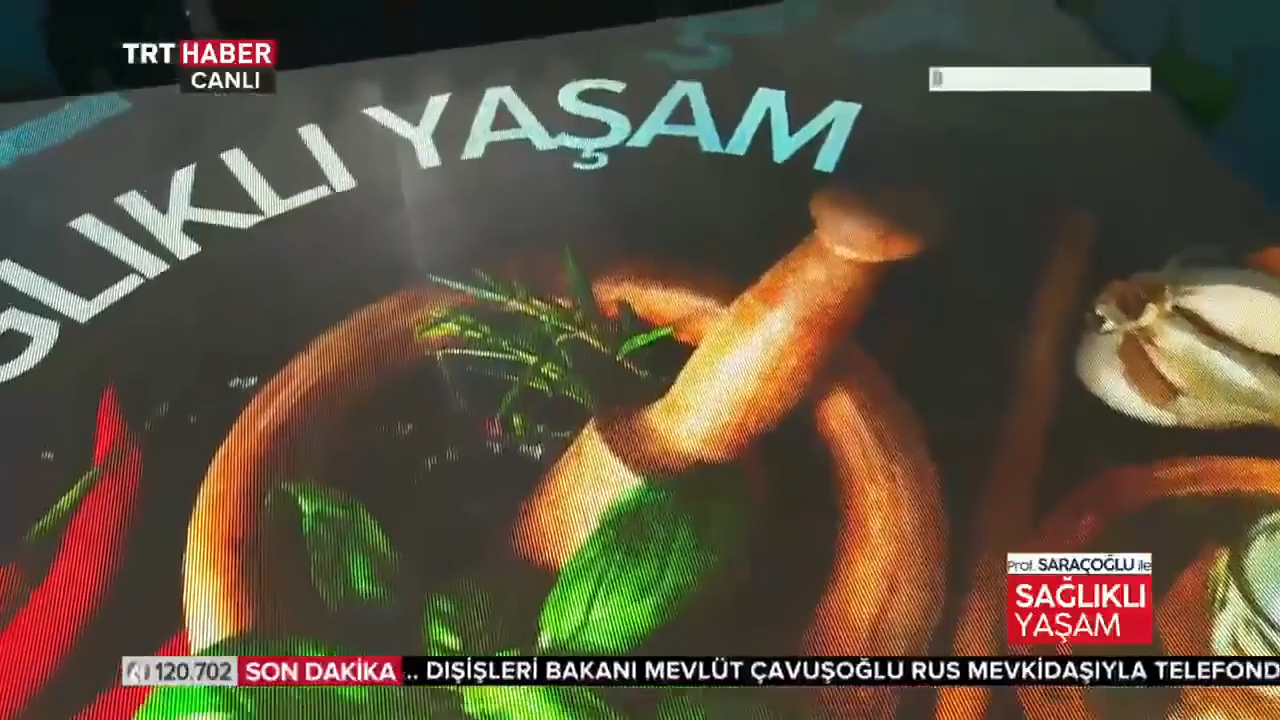 TRT HABER
CANLI
ĞLIKLI YAŞAM
Prof. SARAÇOĞLU ile
SAĞLIKLI
YAŞAM
120.702 SON DAKİKA .. DIŞİŞLERİ BAKANI MEVLÜT ÇAVUŞOĞLU RUS MEVKİDAŞIYLA TELEFOND